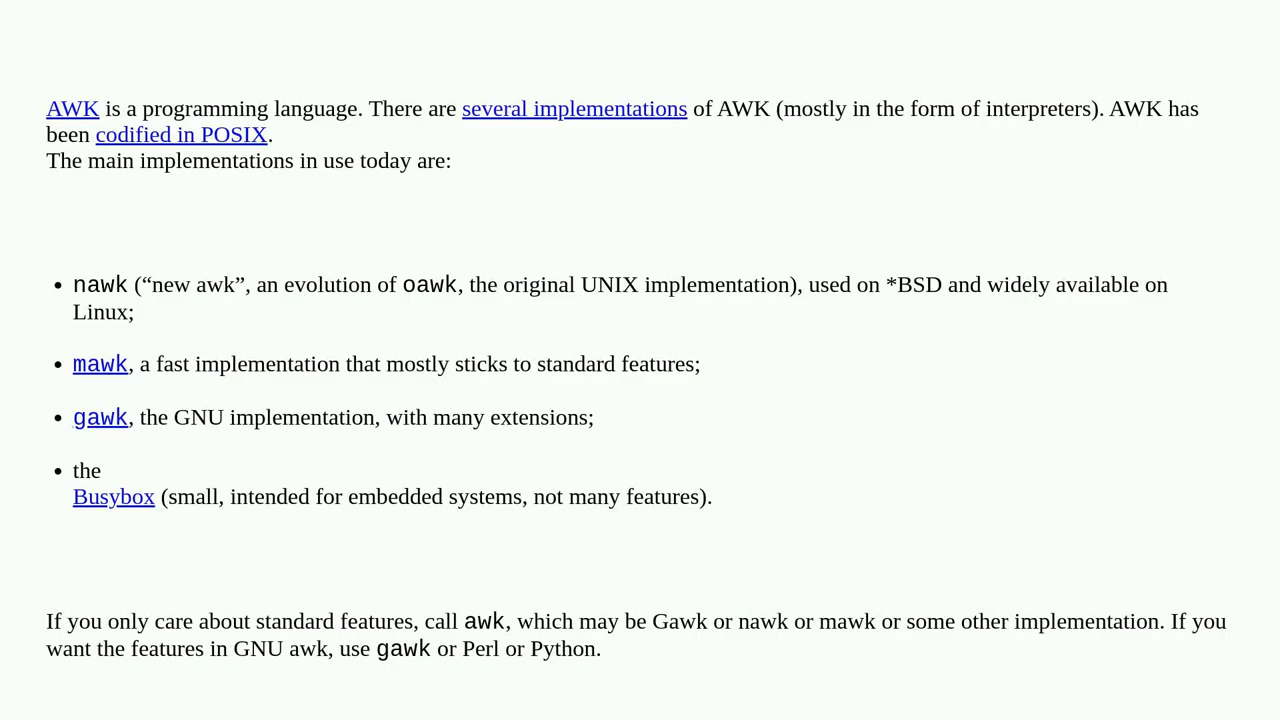 AWK is a programming language. There are several implementations of AWK (mostly in the form of interpreters). AWK has
been codified in POSIX.
The main implementations in use today are:
• nawk (“new awk”, an evolution of oawk, the original UNIX implementation), used on *BSD and widely available on
Linux;
• mawk, a fast implementation that mostly sticks to standard features;
• gawk, the GNU implementation, with many extensions;
• the
Busybox (small, intended for embedded systems, not many features).
If you only care about standard features, call awk, which may be Gawk or nawk or mawk or some other implementation. If you
want the features in GNU awk, use gawk or Perl or Python.